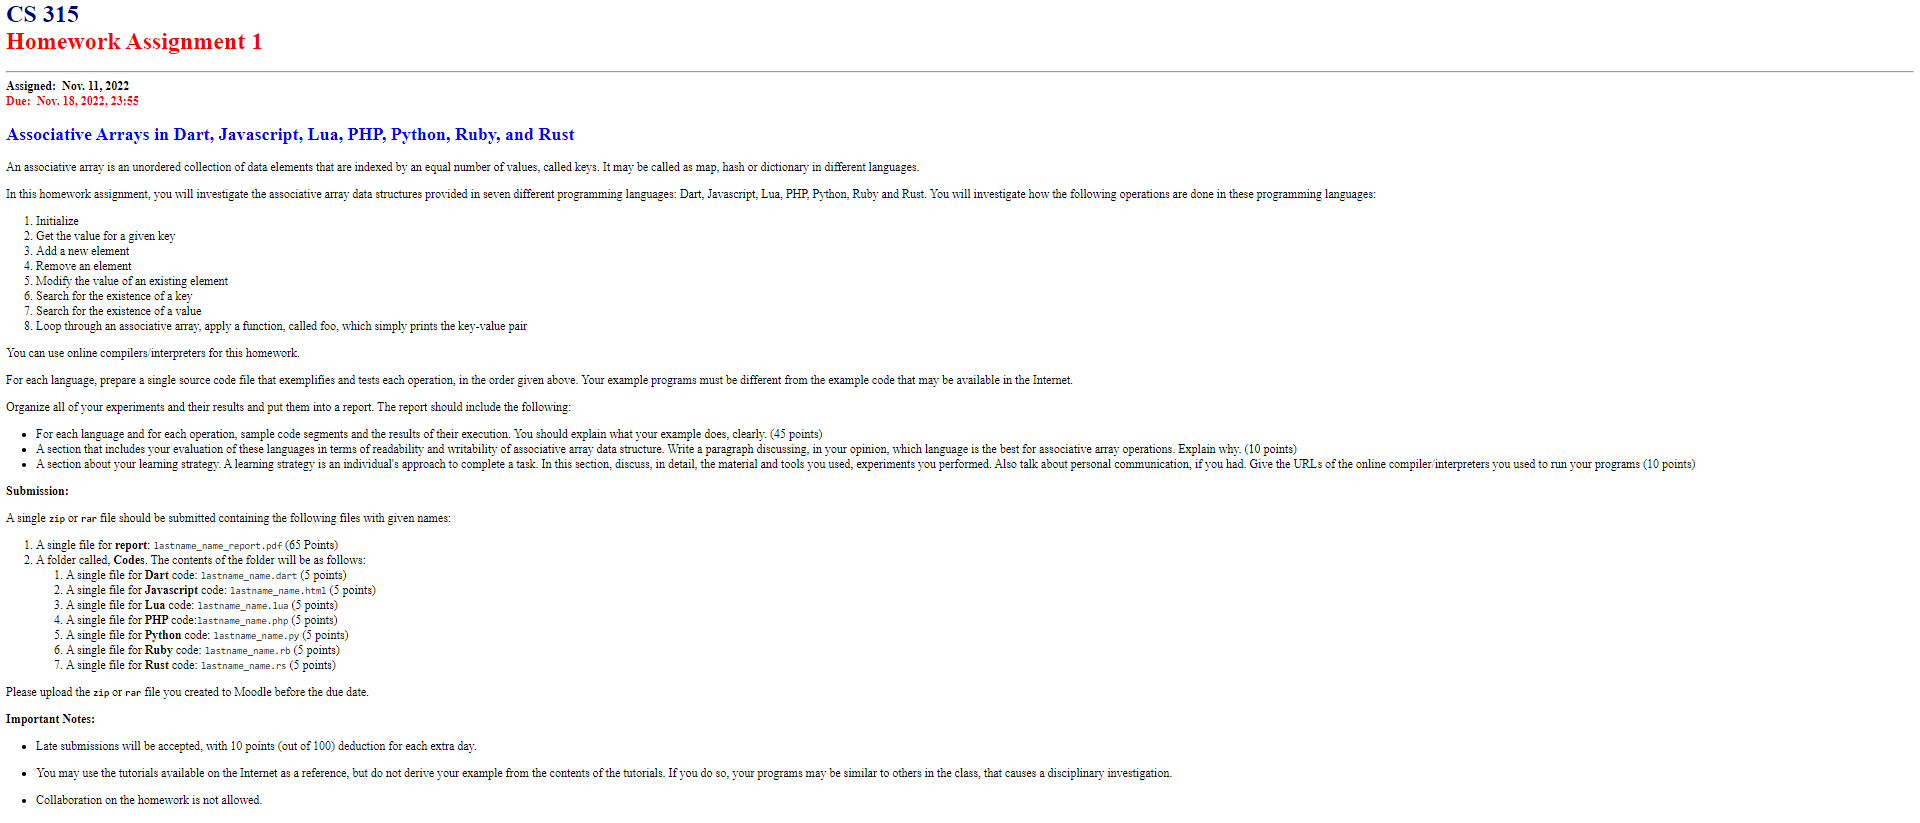 CS 315
Homework Assignment 1
Assigned: Nov. 11, 2022
Due: Nov. 18, 2022, 23:55
Associative Arrays in Dart, Javascript, Lua, PHP, Python, Ruby, and Rust
An associative array is an unordered collection of data elements that are indexed by an equal number of values, called keys. It may be called as map, hash or dictionary in different languages.
In this homework assignment, you will investigate the associative array data structures provided in seven different programming languages: Dart, Javascript, Lua, PHP, Python, Ruby and Rust. You will investigate how the following operations are done in these programming languages:
1. Initialize
2. Get the value for a given key
3. Add a new element
4. Remove an element
5. Modify the value of an existing element
6. Search for the existence of a key
7. Search for the existence of a value
8. Loop through an associative array, apply a function, called foo, which simply prints the key-value pair
You can use online compilers/interpreters for this homework.
For each language, prepare a single source code file that exemplifies and tests each operation, in the order given above. Your example programs must be different from the example code that may be available in the Internet.
Organize all of your experiments and their results and put them into a report. The report should include the following:
• For each language and for each operation, sample code segments and the results of their execution. You should explain what your example does, clearly. (45 points)
• A section that includes your evaluation of these languages in terms of readability and writability of associative array data structure. Write a paragraph discussing, in your opinion, which language is the best for associative array operations. Explain why. (10 points)
• A section about your learning strategy. A learning strategy is an individual's approach to complete a task. In this section, discuss, in detail, the material and tools you used, experiments you performed. Also talk about personal communication, if you had. Give the URLs of the online compiler/interpreters you used to run your programs (10 points)
Submission:
A single zip or rar file should be submitted containing the following files with given names:
1. A single file for report: lastname_name_report.pdf (65 Points)
2. A folder called, Codes. The contents of the folder will be as follows:
1. A single file for Dart code: lastname_name.dart (5 points)
2. A single file for Javascript code: lastname_name.html (5 points)
3. A single file for Lua code: lastname_name.lua (5 points)
4. A single file for PHP code:lastname_name.php (5 points)
5. A single file for Python code: lastname_name.py (5 points)
6. A single file for Ruby code: lastname_name.rb (5 points)
7. A single file for Rust code: lastname_name.rs (5 points)
Please upload the zip or rar file you created to Moodle before the due date.
Important Notes:
• Late submissions will be accepted, with 10 points (out of 100) deduction for each extra day.
• You may use the tutorials available on the Internet as a reference, but do not derive your example from the contents of the tutorials. If you do so, your programs may be similar to others in the class, that causes a disciplinary investigation.
• Collaboration on the homework is not allowed.